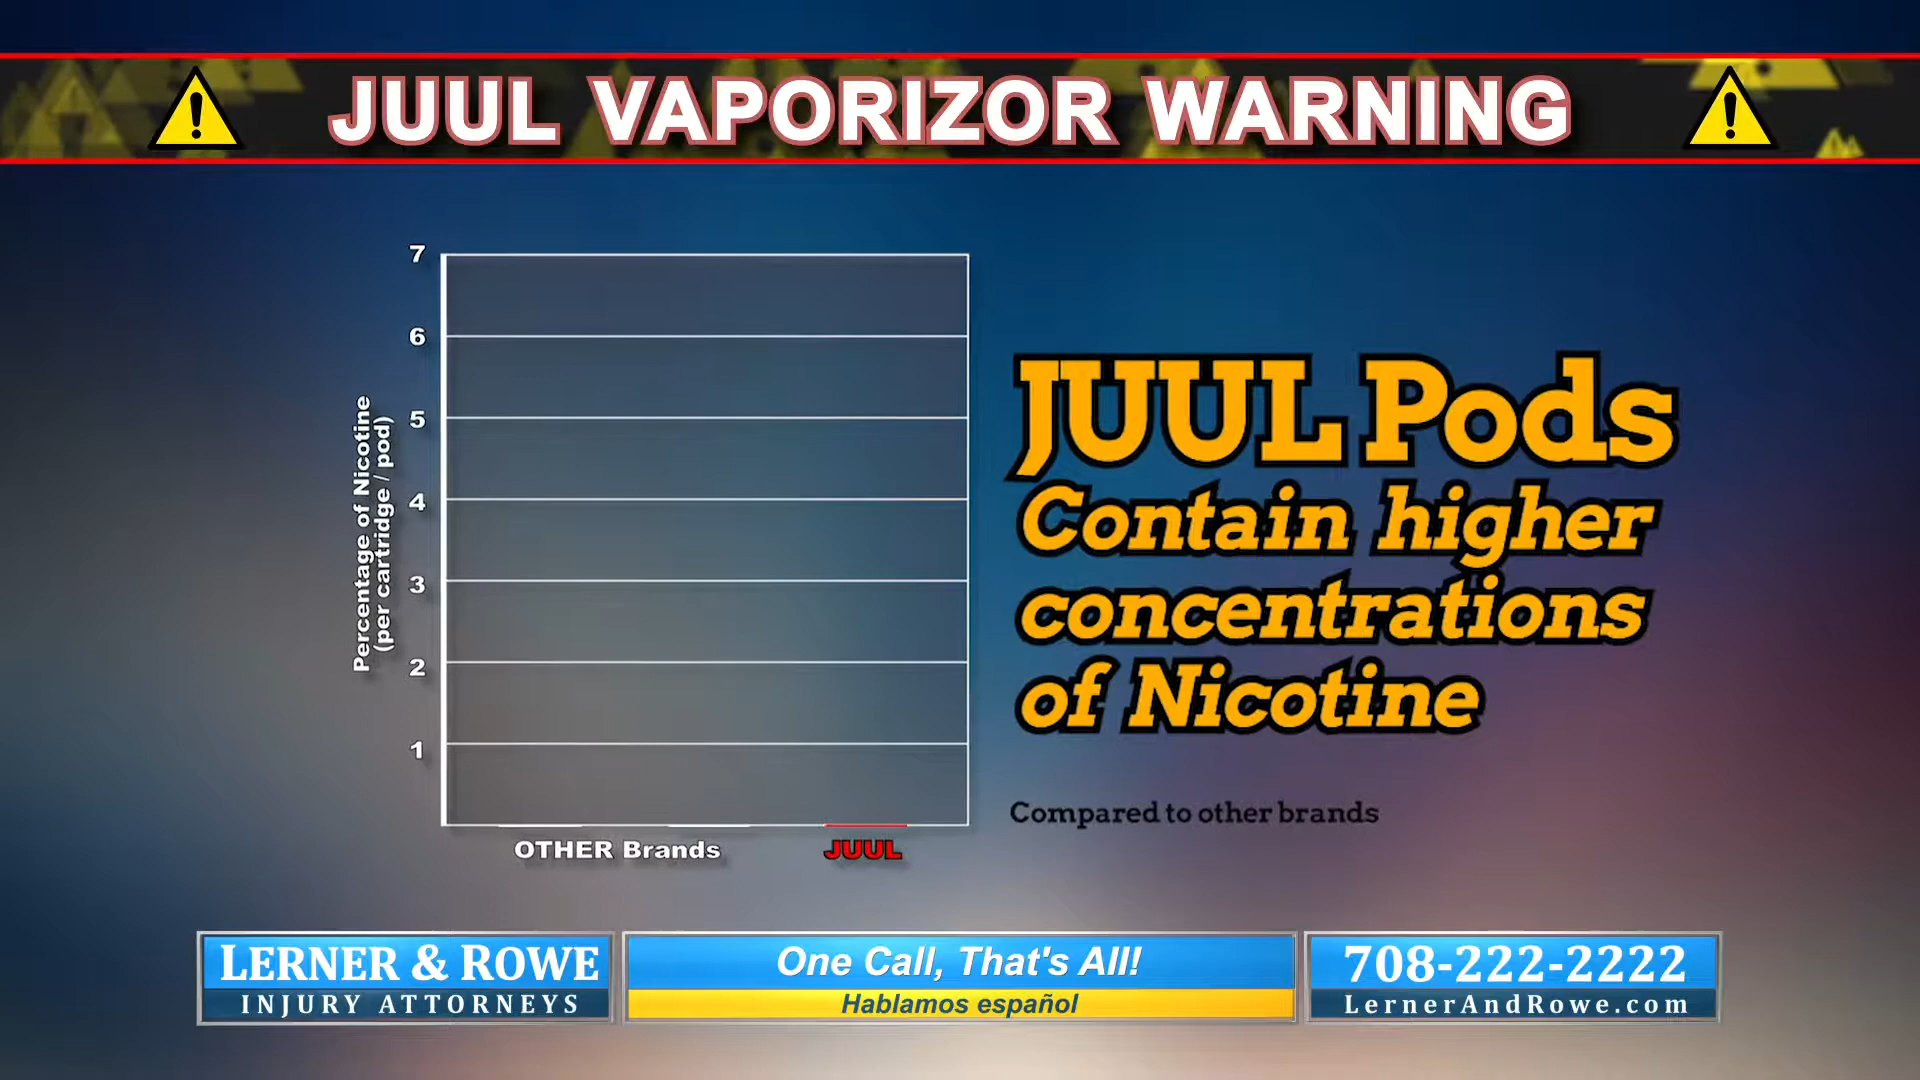 JUUL VAPORIZOR WARNING
7
6
5
4
3
2
1
Percentage of Nicotine
(per cartridge / pod)
OTHER Brands
JUUL
JUUL Pods
Contain higher
concentrations
of Nicotine
Compared to other brands
LERNER & ROWE
INJURY ATTORNEYS
One Call, That's All!
Hablamos español
708-222-2222
LernerAndRowe.com